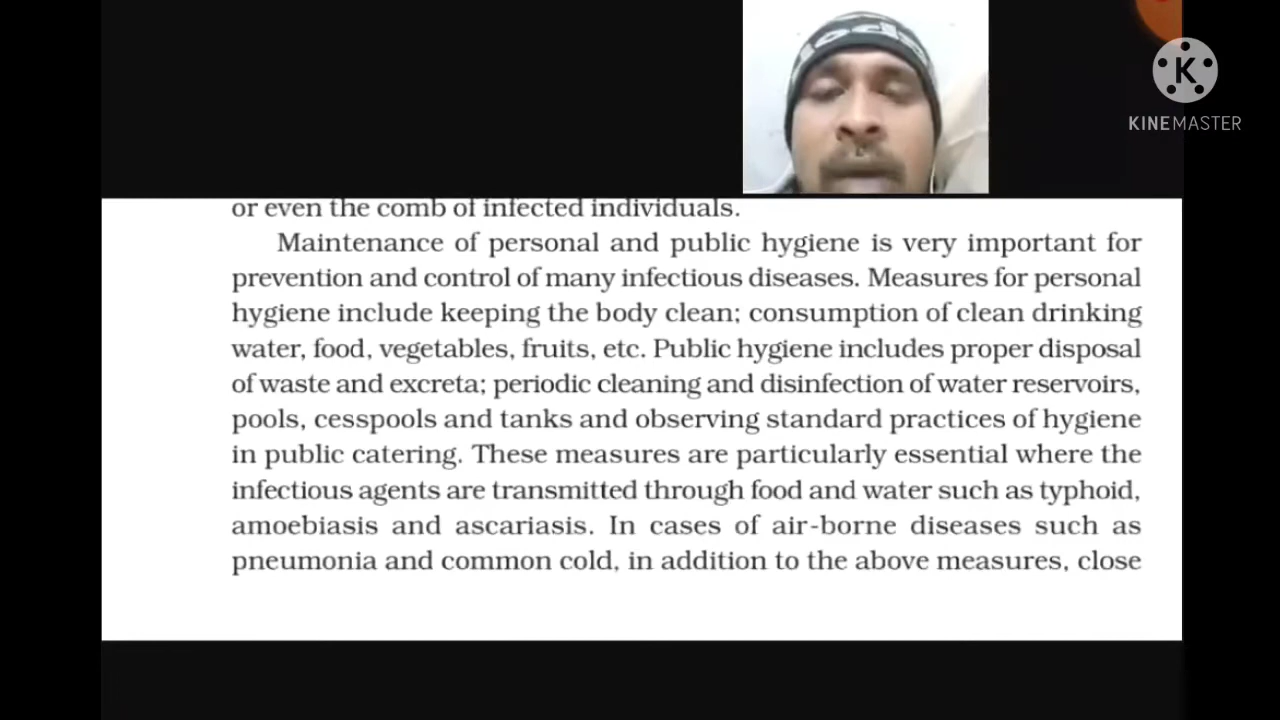 KINEMASTER
or even the comb of infected individuals.
Maintenance of personal and public hygiene is very important for
prevention and control of many infectious diseases. Measures for personal
hygiene include keeping the body clean; consumption of clean drinking
water, food, vegetables, fruits, etc. Public hygiene includes proper disposal
of waste and excreta; periodic cleaning and disinfection of water reservoirs,
pools, cesspools and tanks and observing standard practices of hygiene
in public catering. These measures are particularly essential where the
infectious agents are transmitted through food and water such as typhoid,
amoebiasis and ascariasis. In cases of air-borne diseases such as
pneumonia and common cold, in addition to the above measures, close